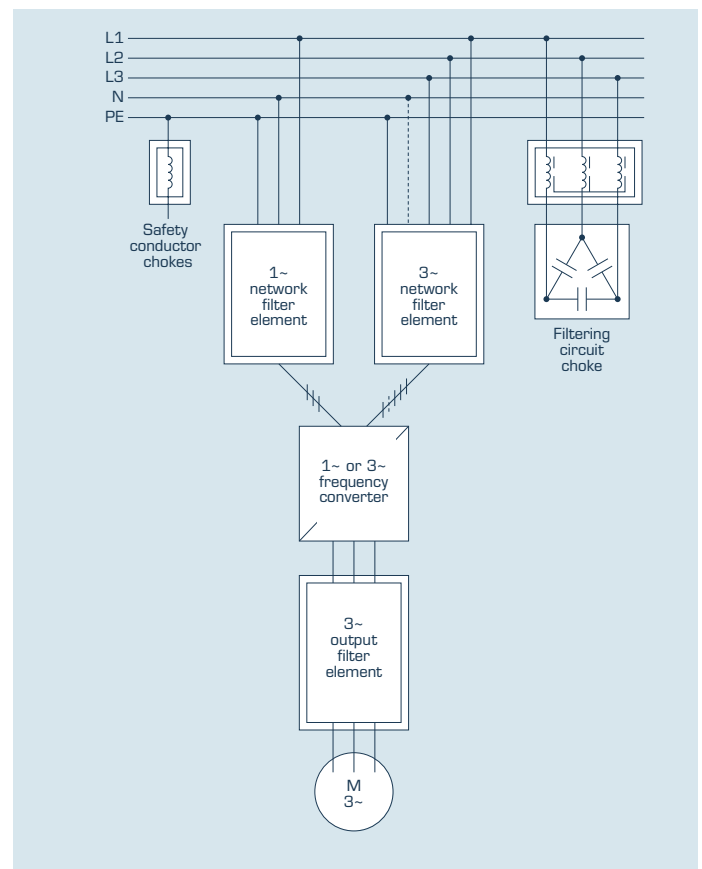 L1
L2
L3
N
PE
Safety
conductor
chokes
1~
network
filter
element
3~
network
filter
element
Filtering
circuit
choke
1~ or 3~
frequency
converter
3~
output
filter
element
M
3~